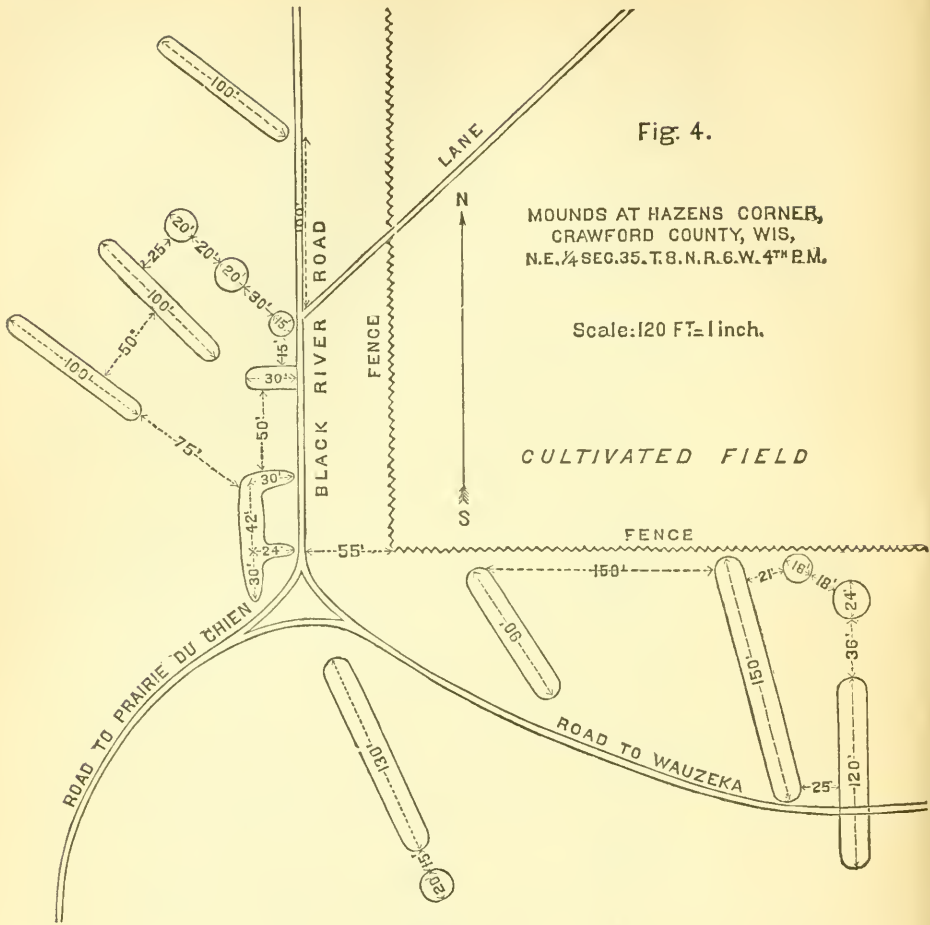 Fig. 4.
MOUNDS AT HAZENS CORNER,
CRAWFORD COUNTY, WIS,
N.E.¼ SEC.35.T.8.N.R.6.W.4TH P.M.
Scale:120 FT=1 inch.
100'
LANE
N
S
BLACK RIVER ROAD
FENCE
CULTIVATED FIELD
FENCE
20'
20'
20'
30'
15'
15'
30'
25
100'
50"
100'
75'
50'
30'
42'
24'
30'
55'
150'
90'
150'
21'
18'
18'
24'
36'
120'
25
130'
15'
20'
ROAD TO PRAIRIE DU CHIEN
ROAD TO WAUZEKA